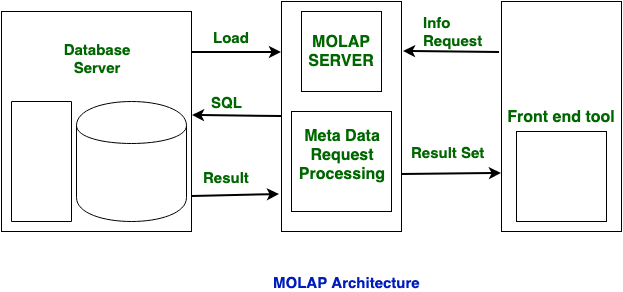 Database
Server
Load
MOLAP
SERVER
Info
Request
SQL
Meta Data
Request
Processing
Front end tool
Result
Result Set
MOLAP Architecture